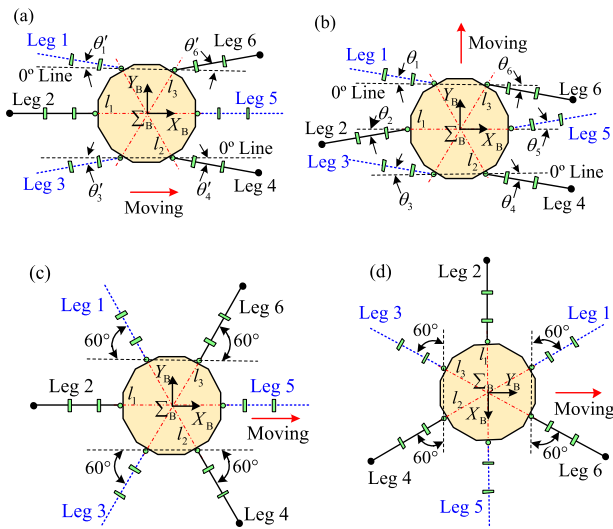 (a)
Leg 1
θ′₁
θ′₆
Leg 6
0º Line
Y_B
l₃
Leg 2
l₁
Σ_B
X_B
Leg 5
l₂
0º Line
Leg 3
θ′₃
θ′₄
Leg 4
Moving
(b)
Moving
Leg 1
θ₁
θ₆
0º Line
Leg 6
Y_B
l₃
θ₂
Leg 2
l₁
Σ_B
X_B
Leg 5
θ₅
l₂
0º Line
Leg 3
θ₃
θ′₄
Leg 4
(c)
Leg 1
Leg 6
60°
60°
Y_B
l₃
Leg 2
l₁
Σ_B
X_B
Leg 5
Moving
l₂
60°
60°
Leg 3
Leg 4
(d)
Leg 2
Leg 3
Leg 1
60°
60°
l₁
l₃
Σ_B
Y_B
Moving
l₂
X_B
60°
60°
Leg 4
Leg 6
Leg 5